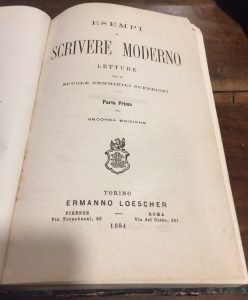 ESEMPI
DI
SCRIVERE MODERNO
LETTURE
PER LE
SCUOLE FEMMINILI SUPERIORI
Parte Prima
SECONDA EDIZIONE
TORINO
ERMANNO LOESCHER
FIRENZE ROMA
Via Tornabuoni, 20 Via del Corso, 307
1884